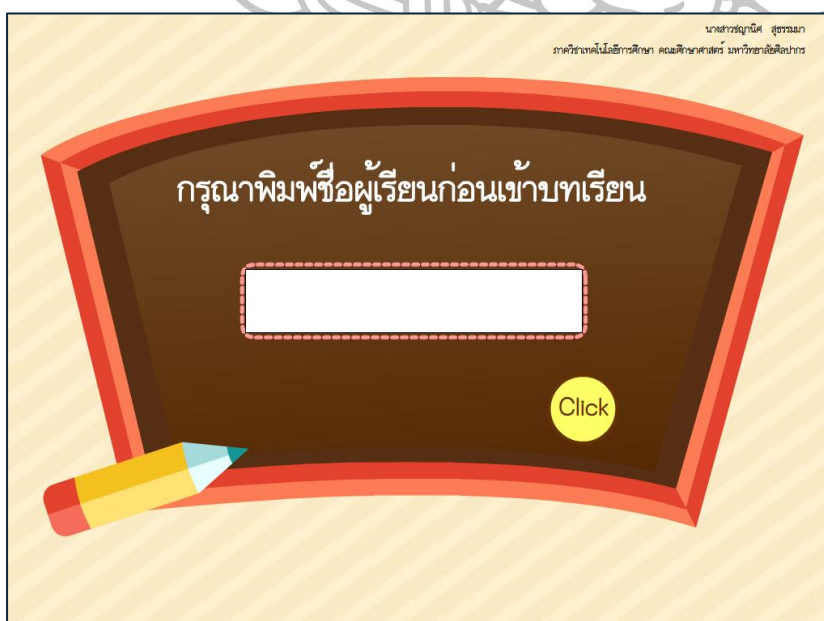 นางสาวชญานิศ สุธรรมมา
ภาควิชาเทคโนโลยีการศึกษา คณะศึกษาศาสตร์ มหาวิทยาลัยศิลปากร
กรุณาพิมพ์ชื่อผู้เรียนก่อนเข้าบทเรียน
Click